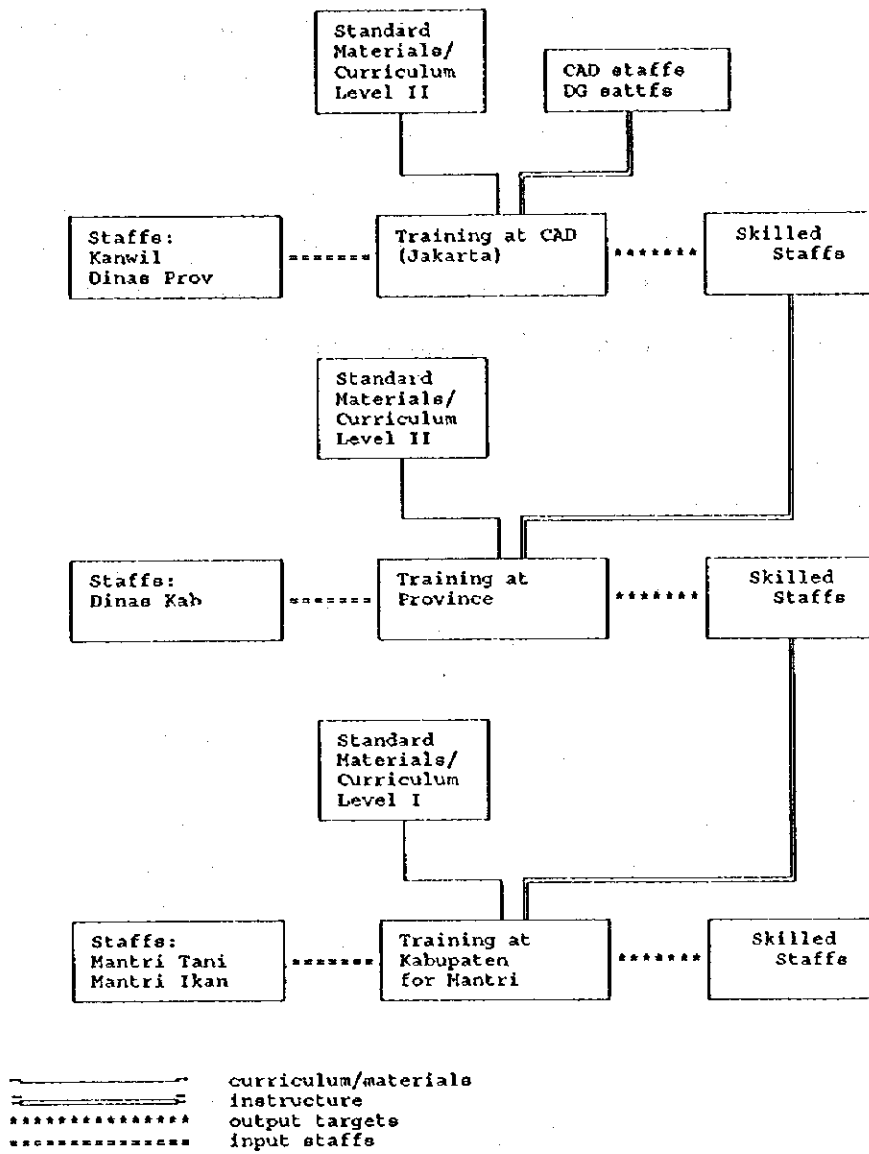 Standard
Materials/
Curriculum
Level II
CAD staffs
DG sattfs
Staffs:
Kanwil
Dinas Prov
Training at CAD
(Jakarta)
Skilled
Staffs
Standard
Materials/
Curriculum
Level II
Staffs:
Dinas Kab
Training at
Province
Skilled
Staffs
Standard
Materials/
Curriculum
Level I
Staffs:
Mantri Tani
Mantri Ikan
Training at
Kabupaten
for Mantri
Skilled
Staffs
curriculum/materials
instructure
output targets
input staffs